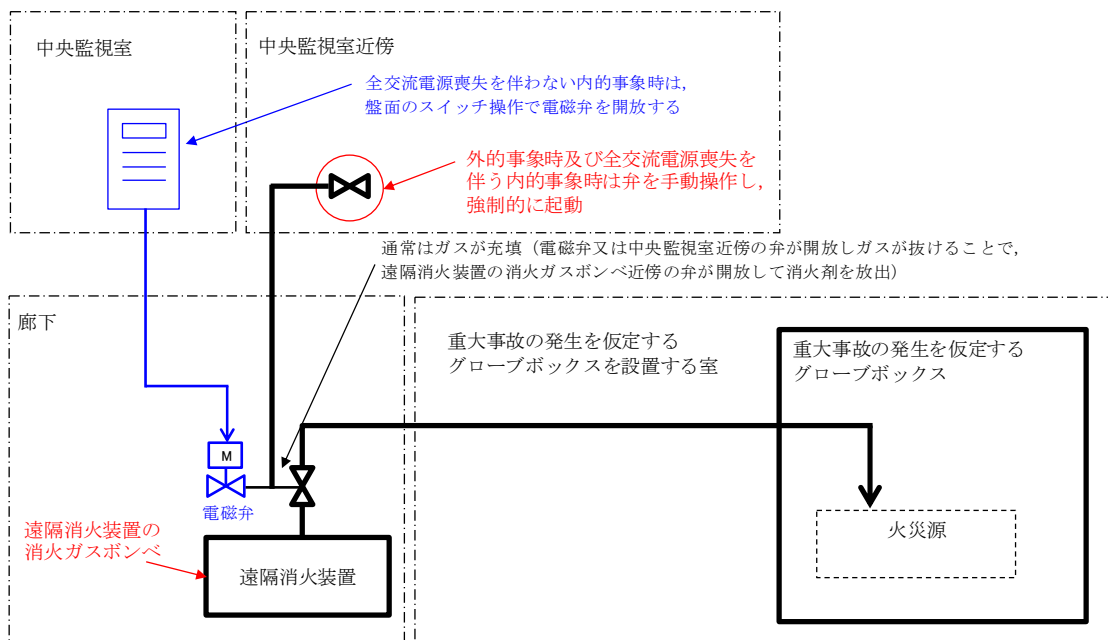 中央監視室
中央監視室近傍
全交流電源喪失を伴わない内的事象時は，
盤面のスイッチ操作で電磁弁を開放する
外的事象時及び全交流電源喪失を
伴う内的事象時は弁を手動操作し，
強制的に起動
通常はガスが充填（電磁弁又は中央監視室近傍の弁が開放しガスが抜けることで，
遠隔消火装置の消火ガスボンベ近傍の弁が開放して消火剤を放出）
廊下
重大事故の発生を仮定する
グローブボックスを設置する室
重大事故の発生を仮定する
グローブボックス
M
電磁弁
遠隔消火装置の
消火ガスボンベ
遠隔消火装置
火災源